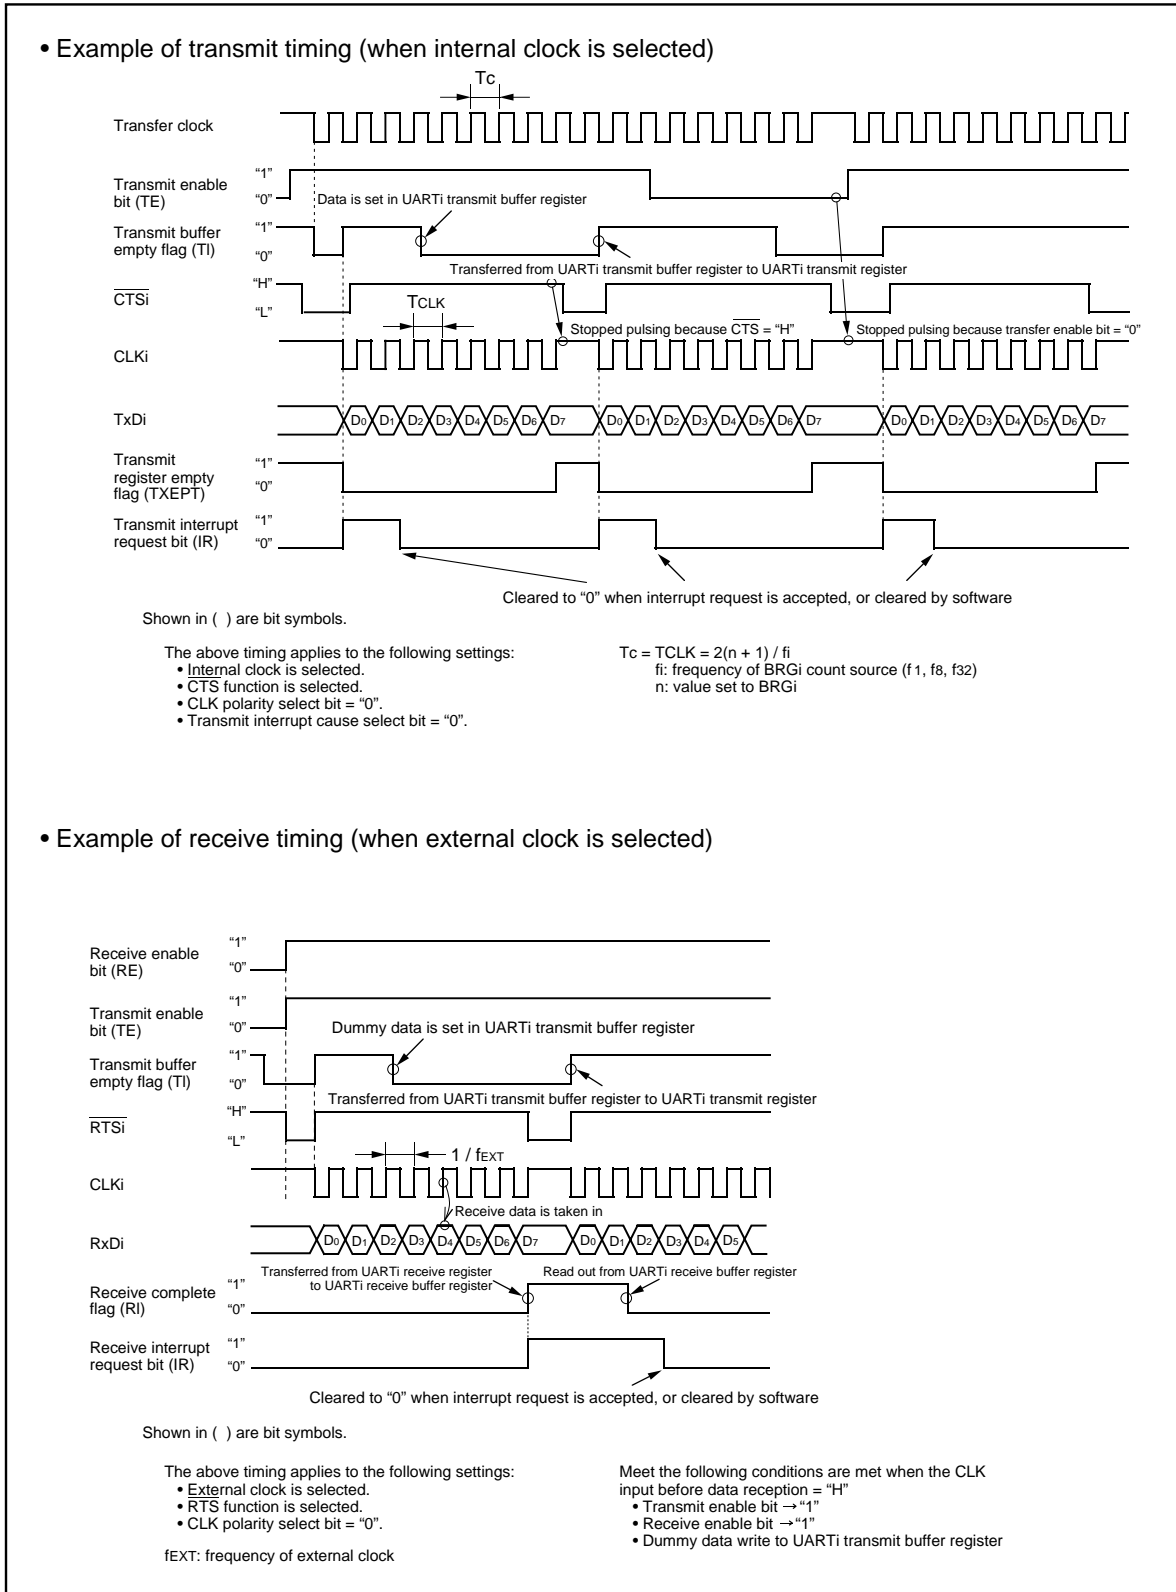 • Example of transmit timing (when internal clock is selected)
Tc
Transfer clock
Transmit enable
bit (TE)
“1”
“0”
Data is set in UARTi transmit buffer register
Transmit buffer
empty flag (Tl)
“1”
“0”
Transferred from UARTi transmit buffer register to UARTi transmit register
CTSi
“H”
“L”
TCLK
Stopped pulsing because CTS = “H”
Stopped pulsing because transfer enable bit = “0”
CLKi
TxDi
D0 D1 D2 D3 D4 D5 D6 D7 D0 D1 D2 D3 D4 D5 D6 D7 D0 D1 D2 D3 D4 D5 D6 D7
Transmit
register empty
flag (TXEPT)
“1”
“0”
Transmit interrupt
request bit (IR)
“1”
“0”
Cleared to “0” when interrupt request is accepted, or cleared by software
Shown in ( ) are bit symbols.
The above timing applies to the following settings:
• Internal clock is selected.
• CTS function is selected.
• CLK polarity select bit = “0”.
• Transmit interrupt cause select bit = “0”.
Tc = TCLK = 2(n + 1) / fi
fi: frequency of BRGi count source (f1, f8, f32)
n: value set to BRGi
• Example of receive timing (when external clock is selected)
Receive enable
bit (RE)
“1”
“0”
Transmit enable
bit (TE)
“1”
“0”
Dummy data is set in UARTi transmit buffer register
Transmit buffer
empty flag (Tl)
“1”
“0”
Transferred from UARTi transmit buffer register to UARTi transmit register
RTSi
“H”
“L”
1 / fEXT
CLKi
Receive data is taken in
RxDi
D0 D1 D2 D3 D4 D5 D6 D7 D0 D1 D2 D3 D4 D5
Transferred from UARTi receive register
to UARTi receive buffer register
Read out from UARTi receive buffer register
Receive complete
flag (Rl)
“1”
“0”
Receive interrupt
request bit (IR)
“1”
“0”
Cleared to “0” when interrupt request is accepted, or cleared by software
Shown in ( ) are bit symbols.
The above timing applies to the following settings:
• External clock is selected.
• RTS function is selected.
• CLK polarity select bit = “0”.
fEXT: frequency of external clock
Meet the following conditions are met when the CLK
input before data reception = “H”
• Transmit enable bit →“1”
• Receive enable bit →“1”
• Dummy data write to UARTi transmit buffer register